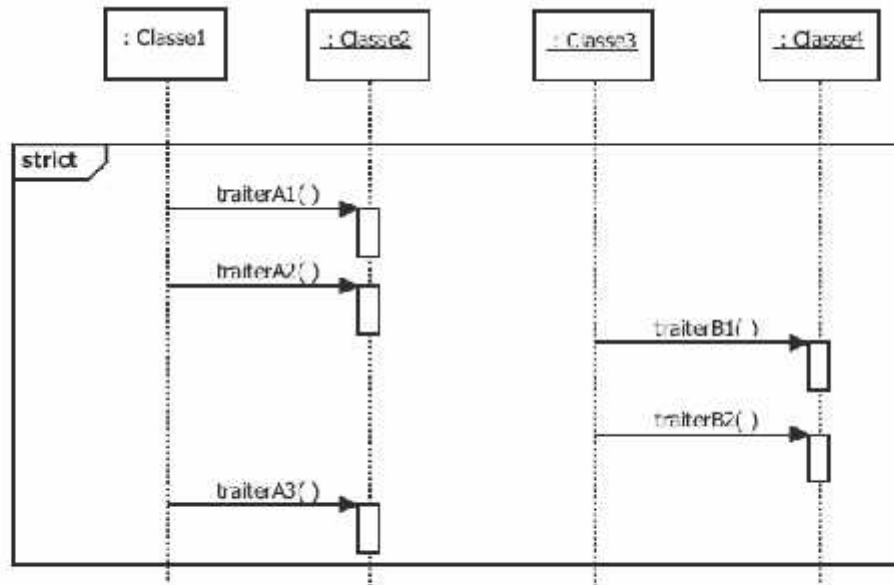 : Classe1
: Classe2
: Classe3
: Classe4
strict
traiterA1( )
traiterA2( )
traiterB1( )
traiterB2( )
traiterA3( )